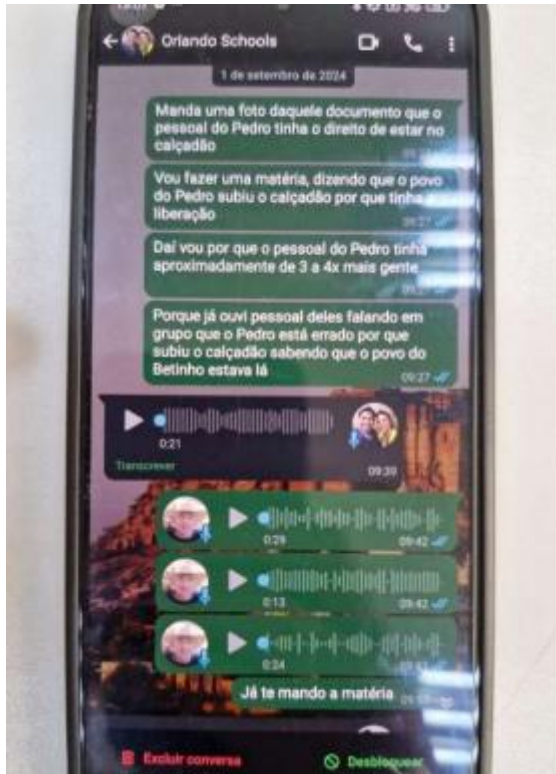 Orlando Schools
1 de setembro de 2024
Manda uma foto daquele documento que o
pessoal do Pedro tinha o direito de estar no
calçadão
Vou fazer uma matéria, dizendo que o povo
do Pedro subiu o calçadão por que tinha a
liberação
09:27
Daí vou por que o pessoal do Pedro tinha
aproximadamente de 3 a 4x mais gente
Porque já ouvi pessoal deles falando em
grupo que o Pedro está errado por que
subiu o calçadão sabendo que o povo do
Betinho estava lá
09:27
0:21
Transcrever
09:39
0:29
09:42
0:13
09:42
0:24
Já te mando a matéria
Excluir conversa
Desbloquear